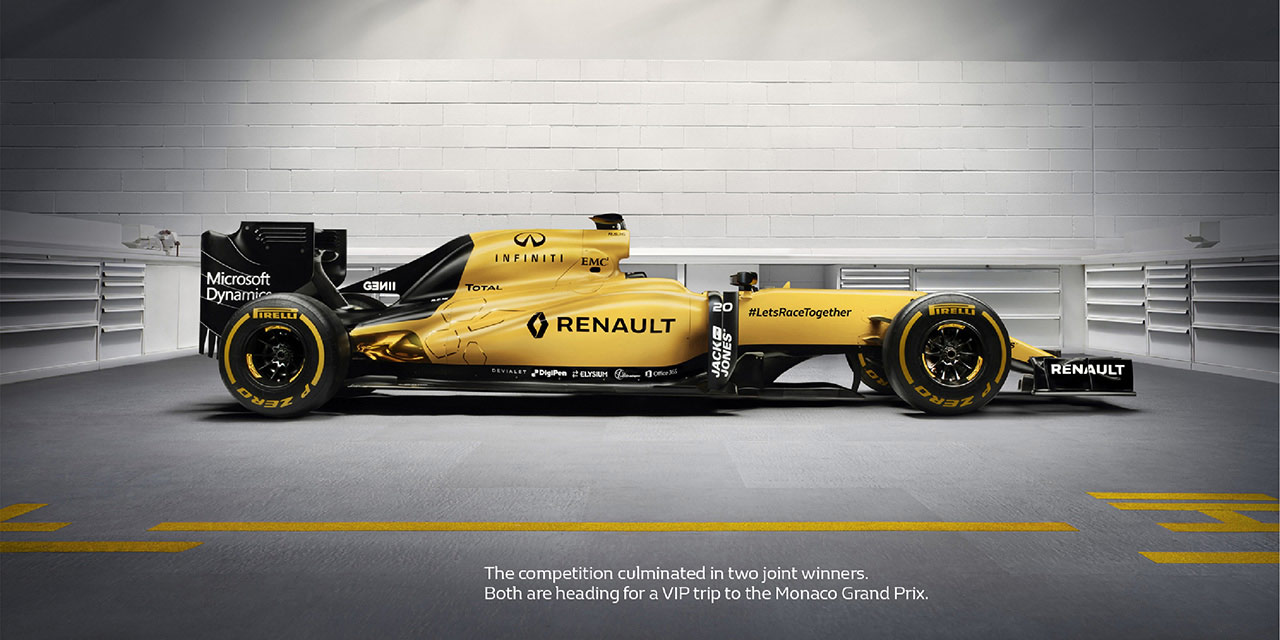 INFINITI
EMC²
Microsoft
Dynamics
GENII
TOTAL
RENAULT
20
JACK
JONES
#LetsRaceTogether
PIRELLI
P ZERO
DEVIALET
DigiPen
ELYSIUM
Office 365
PIRELLI
P ZERO
RENAULT
The competition culminated in two joint winners.
Both are heading for a VIP trip to the Monaco Grand Prix.